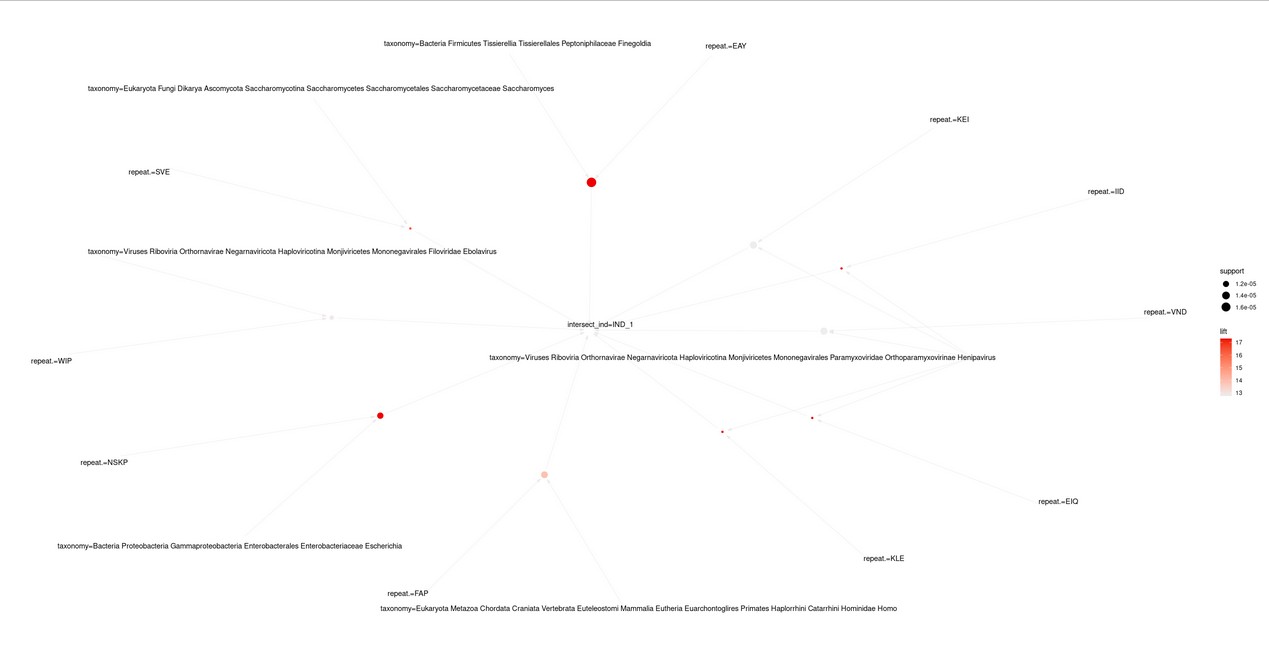 taxonomy=Bacteria Firmicutes Tissierellia Tissierellales Peptoniphilaceae Finegoldia
repeat.=EAY
taxonomy=Eukaryota Fungi Dikarya Ascomycota Saccharomycotina Saccharomycetes Saccharomycetales Saccharomycetaceae Saccharomyces
repeat.=KEI
repeat.=SVE
repeat.=IID
taxonomy=Viruses Riboviria Orthornavirae Negarnaviricota Haploviricotina Monjiviricetes Mononegavirales Filoviridae Ebolavirus
support
1.2e-05
1.4e-05
1.6e-05
repeat.=VND
intersect_ind=IND_1
lift
17
16
15
14
13
repeat.=WIP
taxonomy=Viruses Riboviria Orthornavirae Negarnaviricota Haploviricotina Monjiviricetes Mononegavirales Paramyxoviridae Orthoparamyxovirinae Henipavirus
repeat.=NSKP
repeat.=EIQ
taxonomy=Bacteria Proteobacteria Gammaproteobacteria Enterobacterales Enterobacteriaceae Escherichia
repeat.=KLE
repeat.=FAP
taxonomy=Eukaryota Metazoa Chordata Craniata Vertebrata Euteleostomi Mammalia Eutheria Euarchontoglires Primates Haplorrhini Catarrhini Hominidae Homo